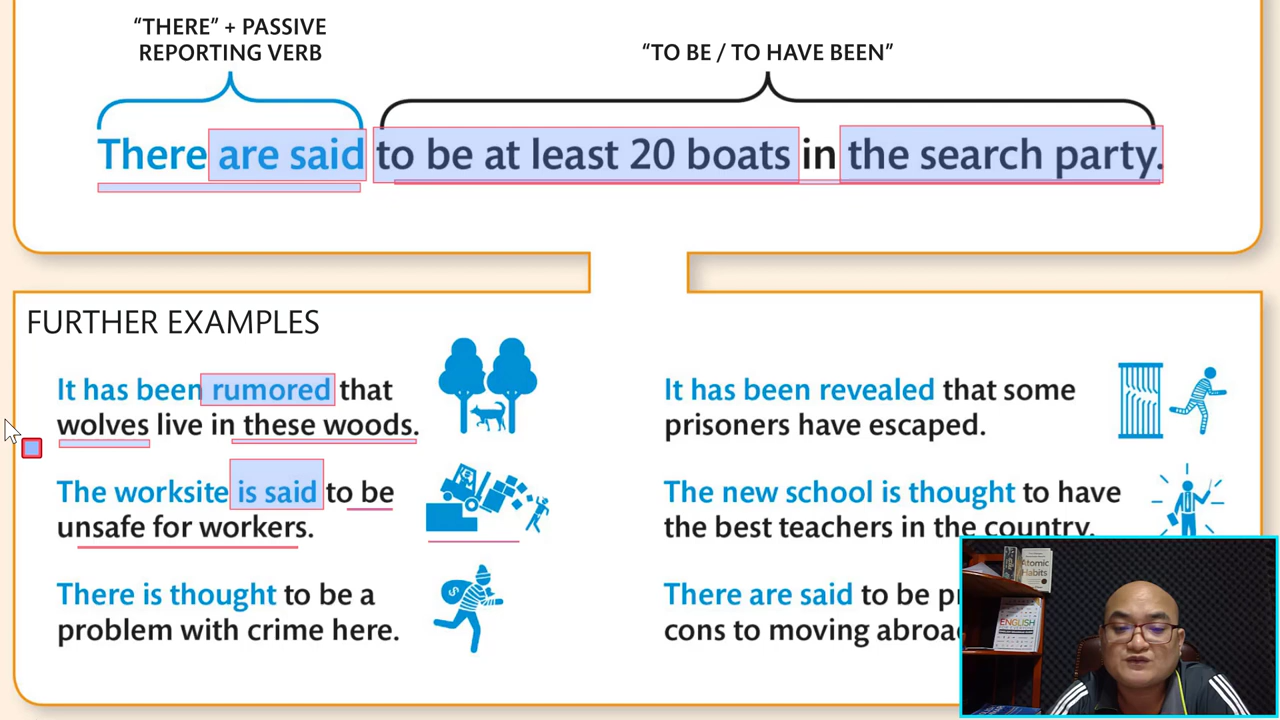 “THERE” + PASSIVE
REPORTING VERB
“TO BE / TO HAVE BEEN”
There are said to be at least 20 boats in the search party.
FURTHER EXAMPLES
It has been rumored that
wolves live in these woods.
The worksite is said to be
unsafe for workers.
There is thought to be a
problem with crime here.
It has been revealed that some
prisoners have escaped.
The new school is thought to have
the best teachers in the country.
There are said to be
cons to moving
Atomic
Habits
ENGLISH